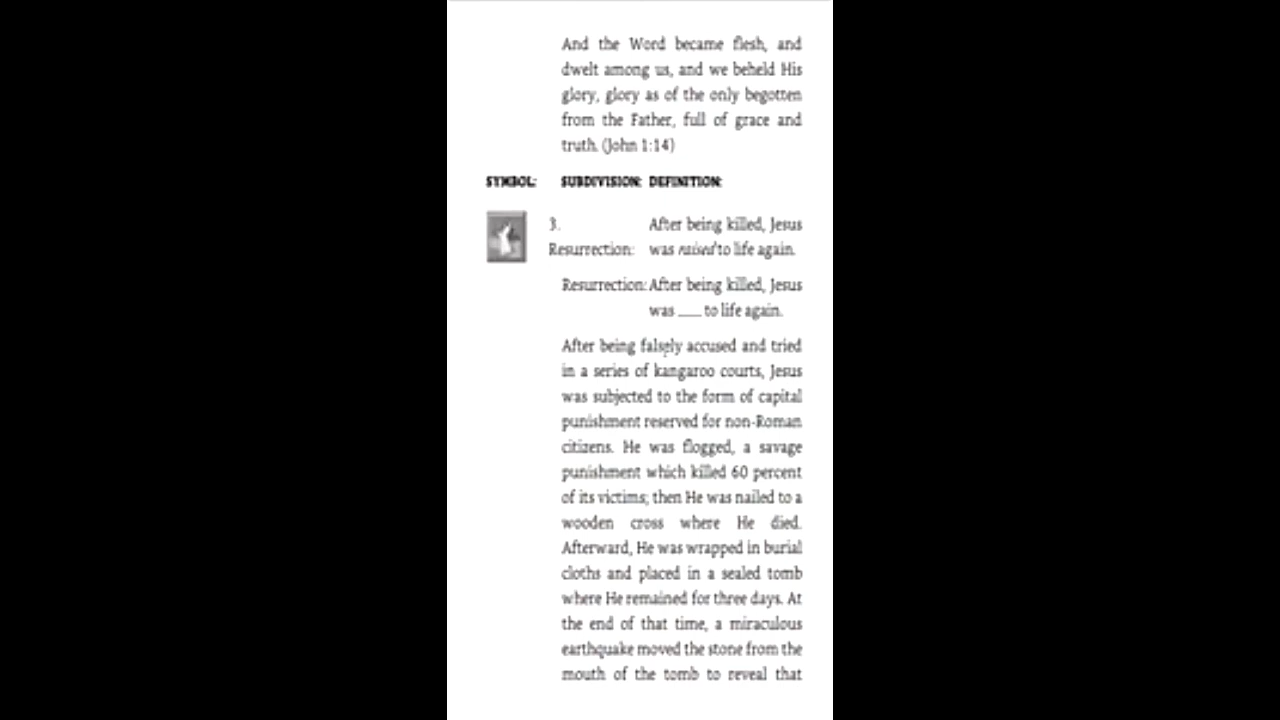 And the Word became flesh, and
dwelt among us, and we beheld His
glory, glory as of the only begotten
from the Father, full of grace and
truth. (John 1:14)
SYMBOL: SUBDIVISION: DEFINITION:
3. After being killed, Jesus
Resurrection: was raised to life again.
Resurrection: After being killed, Jesus
was ___ to life again.
After being falsely accused and tried
in a series of kangaroo courts, Jesus
was subjected to the form of capital
punishment reserved for non-Roman
citizens. He was flogged, a savage
punishment which killed 60 percent
of its victims; then He was nailed to a
wooden cross where He died.
Afterward, He was wrapped in burial
cloths and placed in a sealed tomb
where He remained for three days. At
the end of that time, a miraculous
earthquake moved the stone from the
mouth of the tomb to reveal that